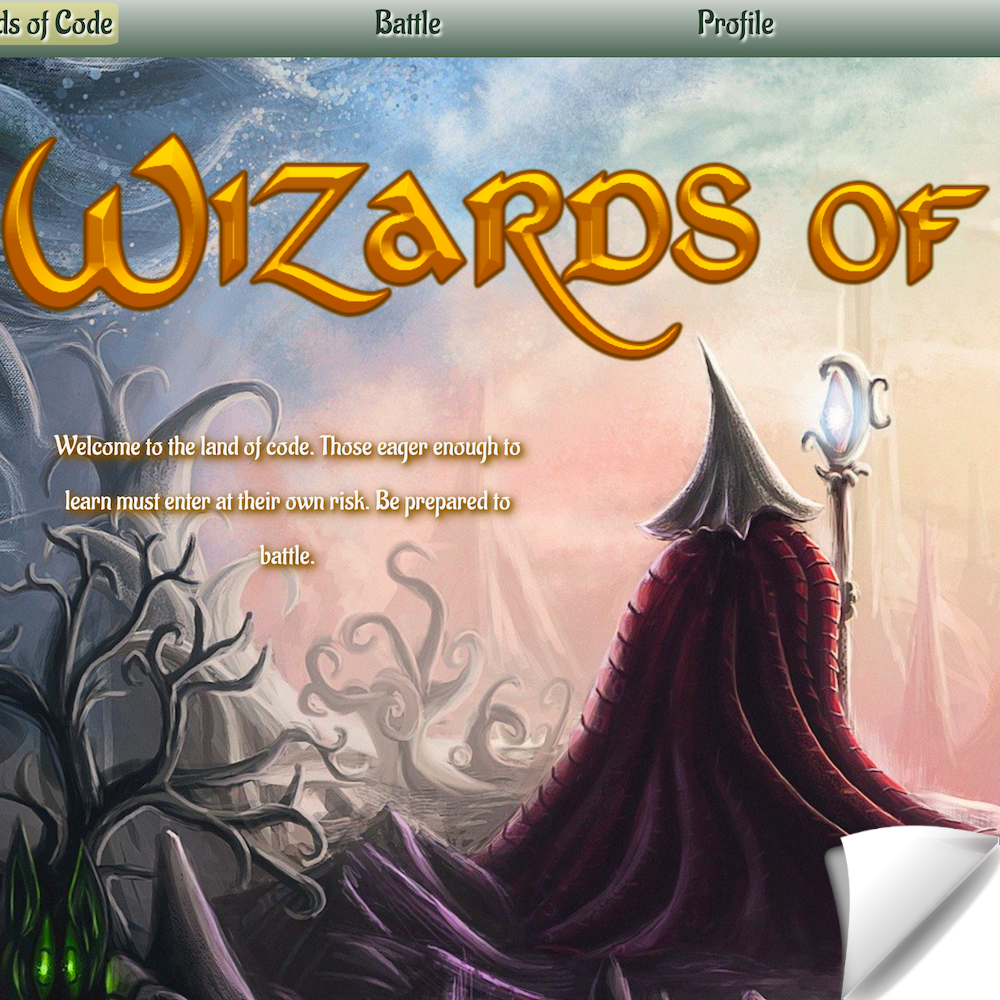 ds of Code
Battle
Profile
Wizards of
Welcome to the land of code. Those eager enough to
learn must enter at their own risk. Be prepared to
battle.